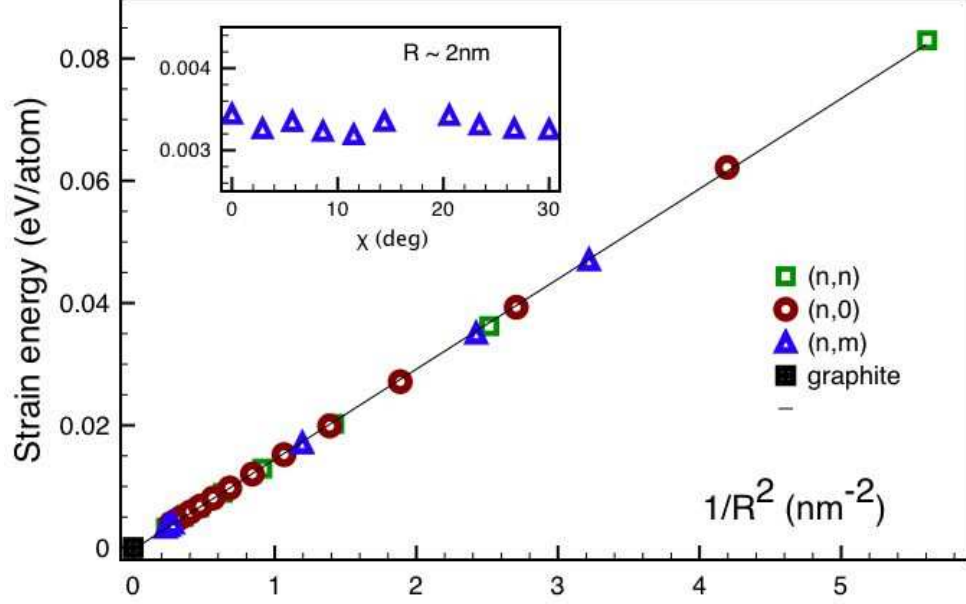 0.08
0.06
0.04
0.02
0
Strain energy (eV/atom)
0.004
0.003
R ~ 2nm
0 10 20 30
χ (deg)
(n,n)
(n,0)
(n,m)
graphite
1/R² (nm⁻²)
0 1 2 3 4 5